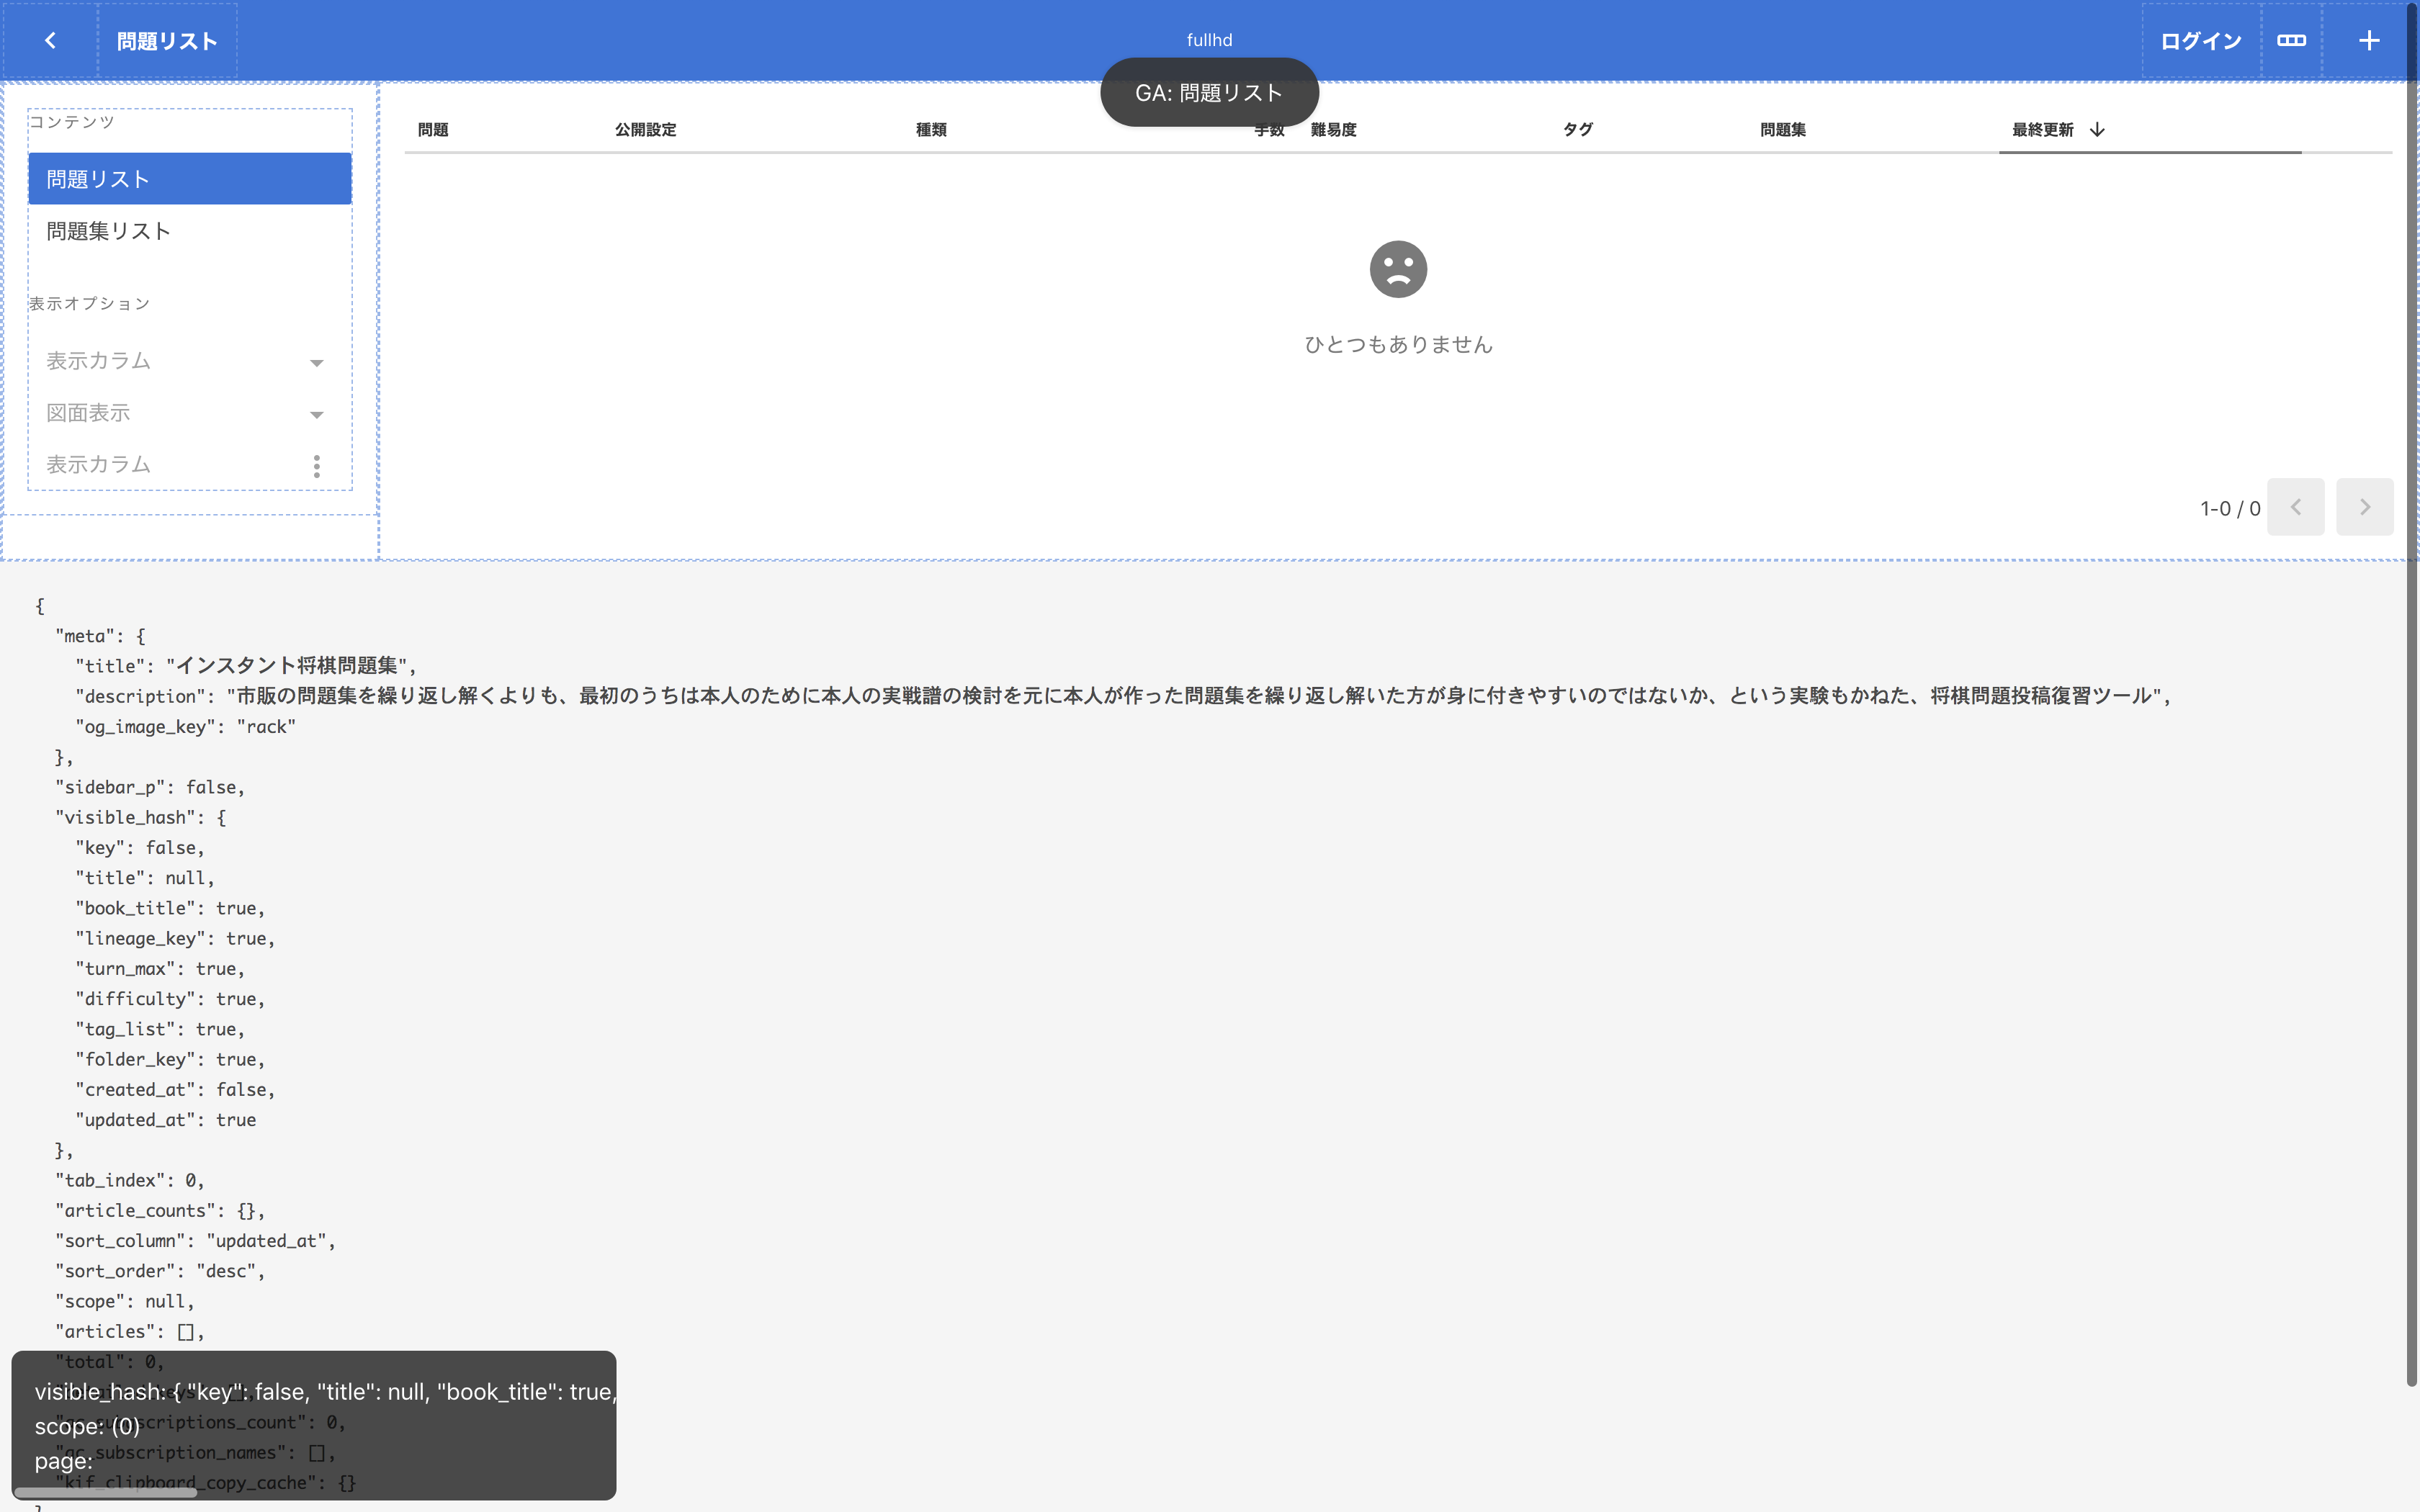 問題リスト
fullhd
ログイン
GA: 問題リスト
コンテンツ
問題リスト
問題集リスト
表示オプション
表示カラム
図面表示
表示カラム
問題 公開設定 種類 手数 難易度 タグ 問題集 最終更新
ひとつもありません
1-0 / 0
{
"meta": {
"title": "インスタント将棋問題集",
"description": "市販の問題集を繰り返し解くよりも、最初のうちは本人のために本人の実戦譜の検討を元に本人が作った問題集を繰り返し解いた方が身に付きやすいのではないか、という実験もかねた、将棋問題投稿復習ツール",
"og_image_key": "rack"
},
"sidebar_p": false,
"visible_hash": {
"key": false,
"title": null,
"book_title": true,
"lineage_key": true,
"turn_max": true,
"difficulty": true,
"tag_list": true,
"folder_key": true,
"created_at": false,
"updated_at": true
},
"tab_index": 0,
"article_counts": {},
"sort_column": "updated_at",
"sort_order": "desc",
"scope": null,
"articles": [],
"total": 0,
"ac_subscriptions_count": 0,
"ac_subscription_names": [],
"kif_clipboard_copy_cache": {}
visible_hash: { "key": false, "title": null, "book_title": true,
scope: (0)
page: